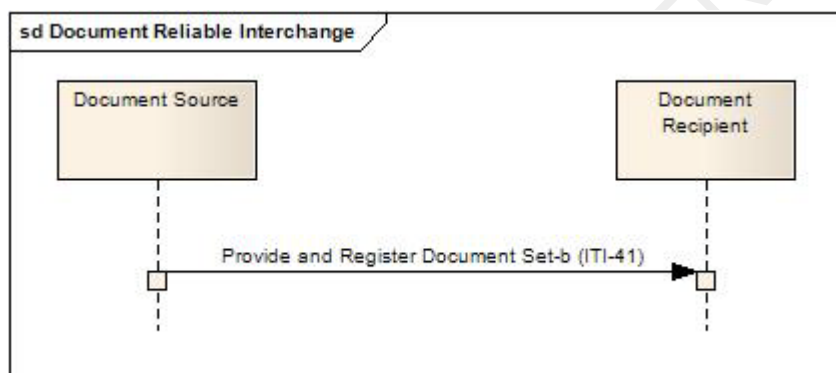 sd Document Reliable Interchange
Document Source
Document
Recipient
Provide and Register Document Set-b (ITI-41)